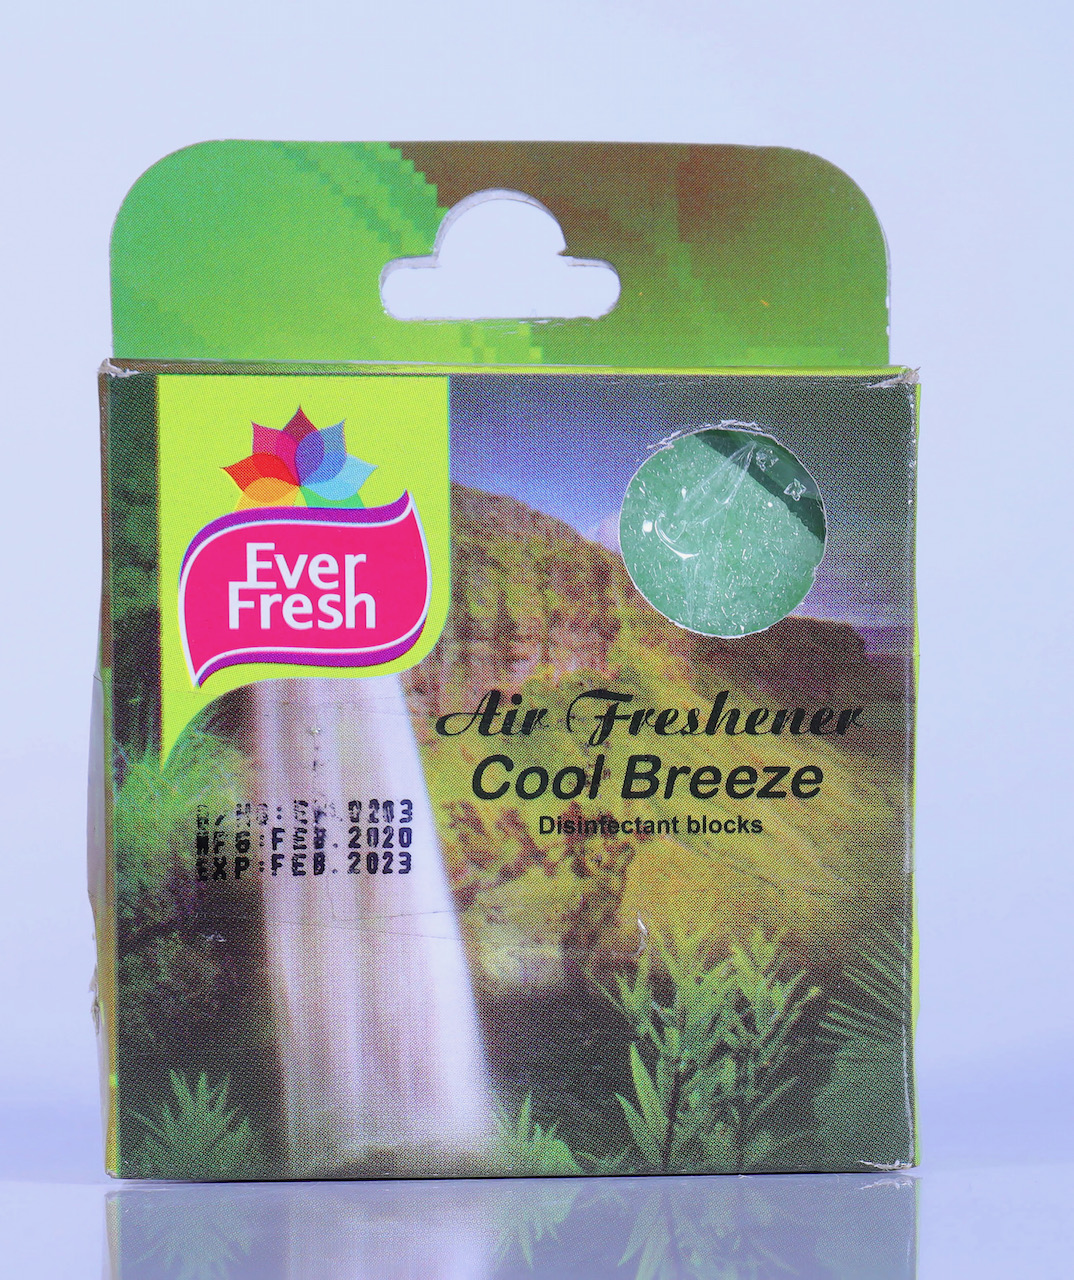 Ever
Fresh
Air Freshener
Cool Breeze
Disinfectant blocks
0203
MFG:FEB.2020
EXP:FEB.2023